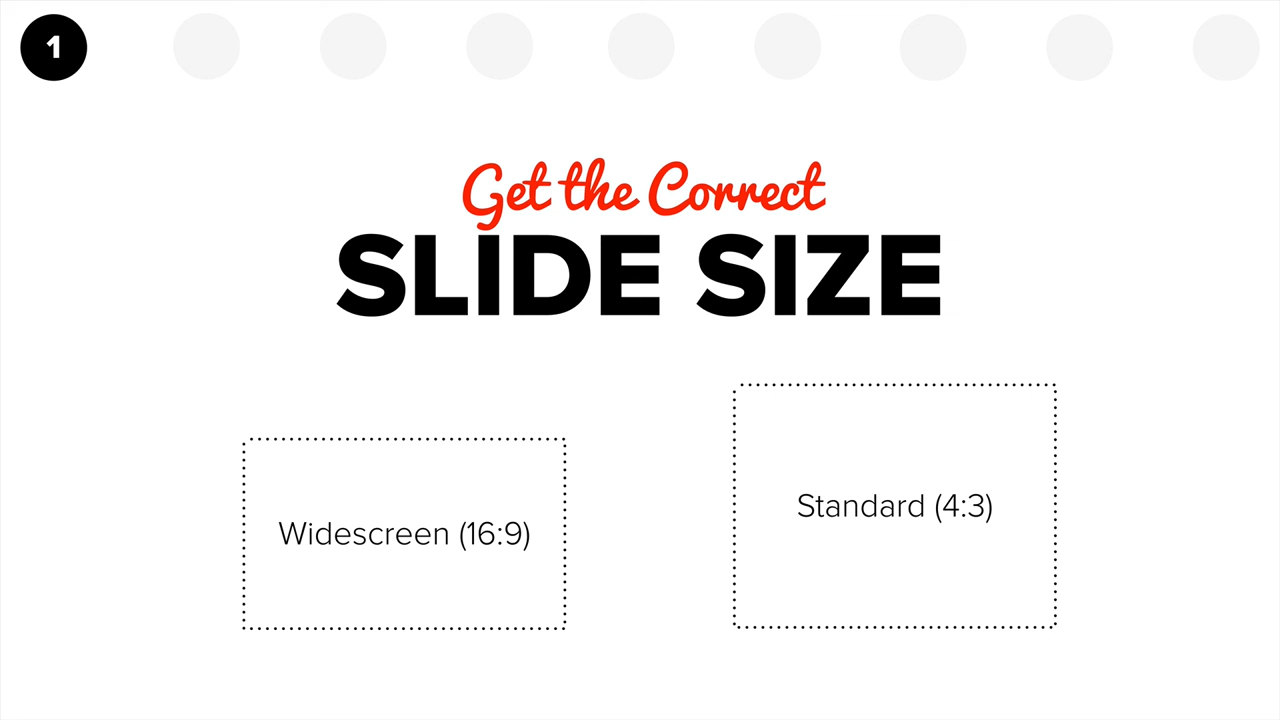 1
Get the Correct
SLIDE SIZE
Widescreen (16:9)
Standard (4:3)